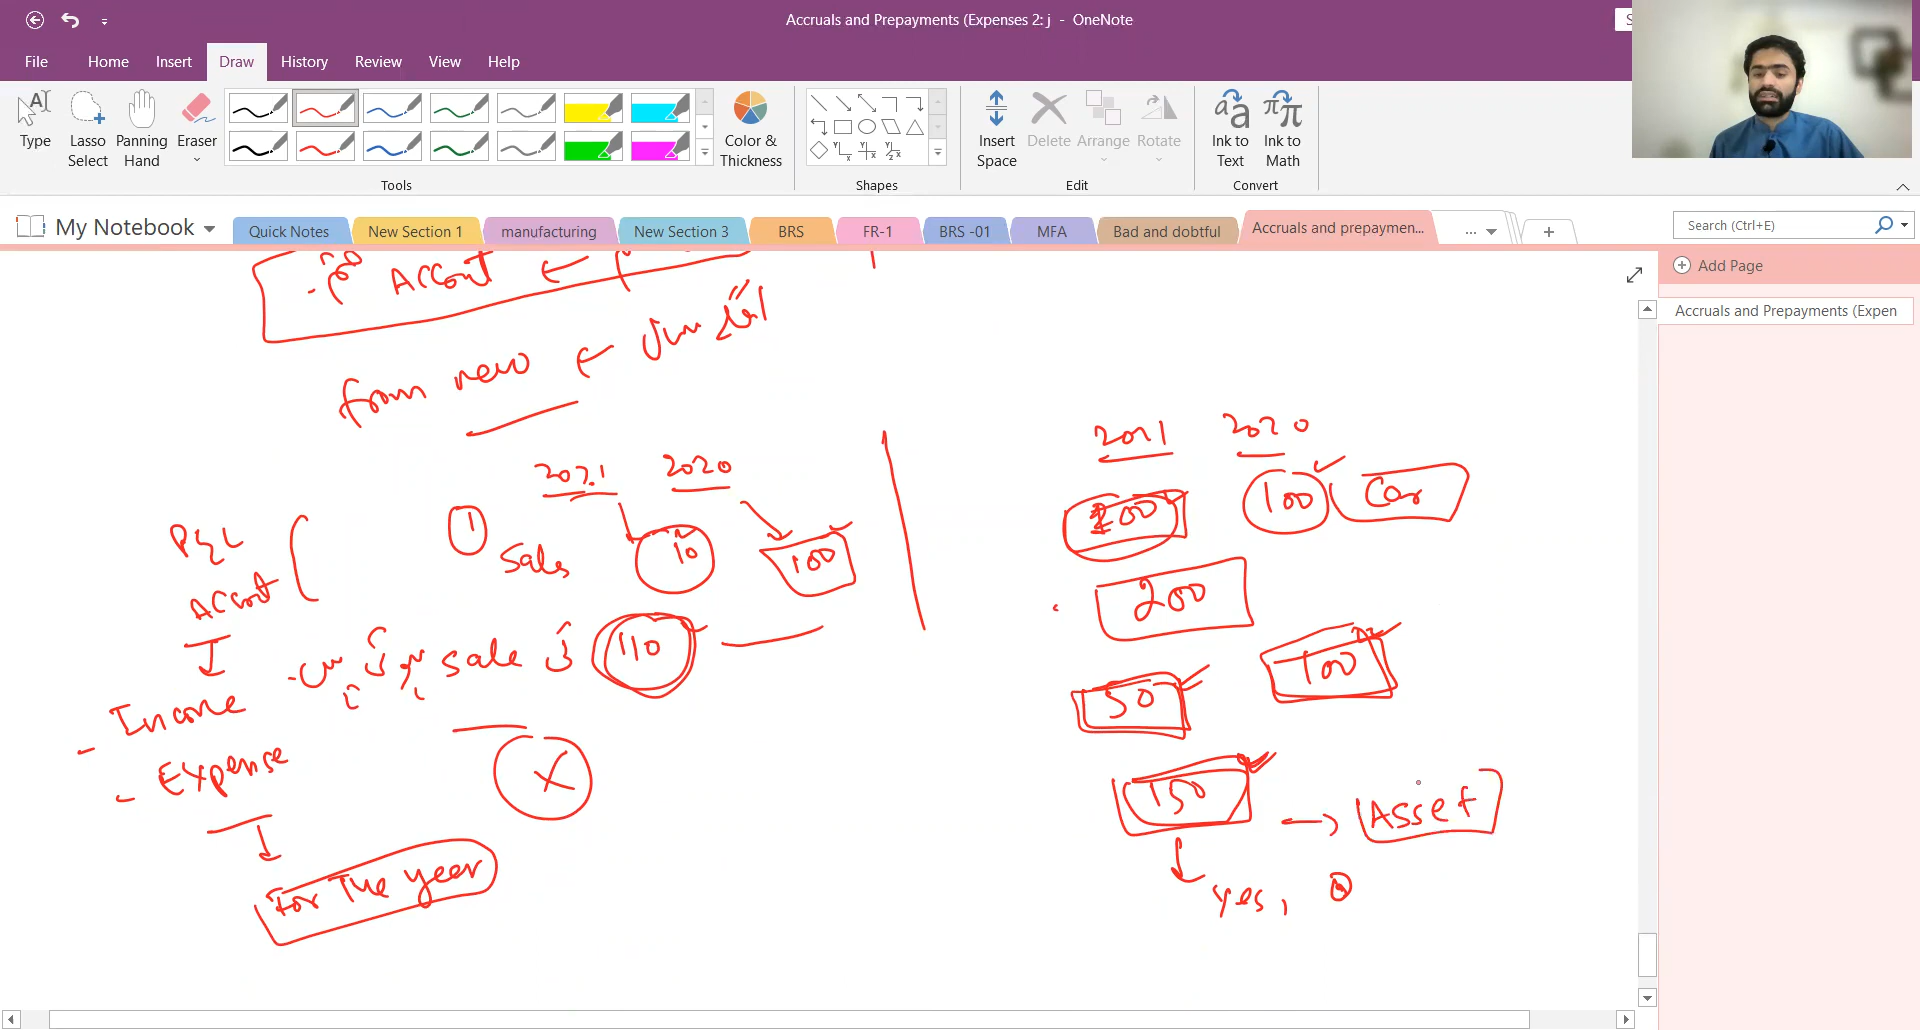 Accruals and Prepayments (Expenses 2: j - OneNote
File Home Insert Draw History Review View Help
Type
Lasso Select
Panning Hand
Eraser
Color & Thickness
Insert Space
Delete
Arrange
Rotate
Ink to Text
Ink to Math
Tools Shapes Edit Convert
My Notebook
Quick Notes New Section 1 manufacturing New Section 3 BRS FR-1 BRS -01 MFA Bad and doubtful Accruals and prepaymen... ...
Search (Ctrl+E)
Add Page
Accruals and Prepayments (Expen
Account ←
from new ←
2021 2020
① Sales 10 100
P&L Account
sale 110
- Income
- Expense
X
For The year
2021 2020
200 100 Car
200
50 100
150 → Asset
yes,